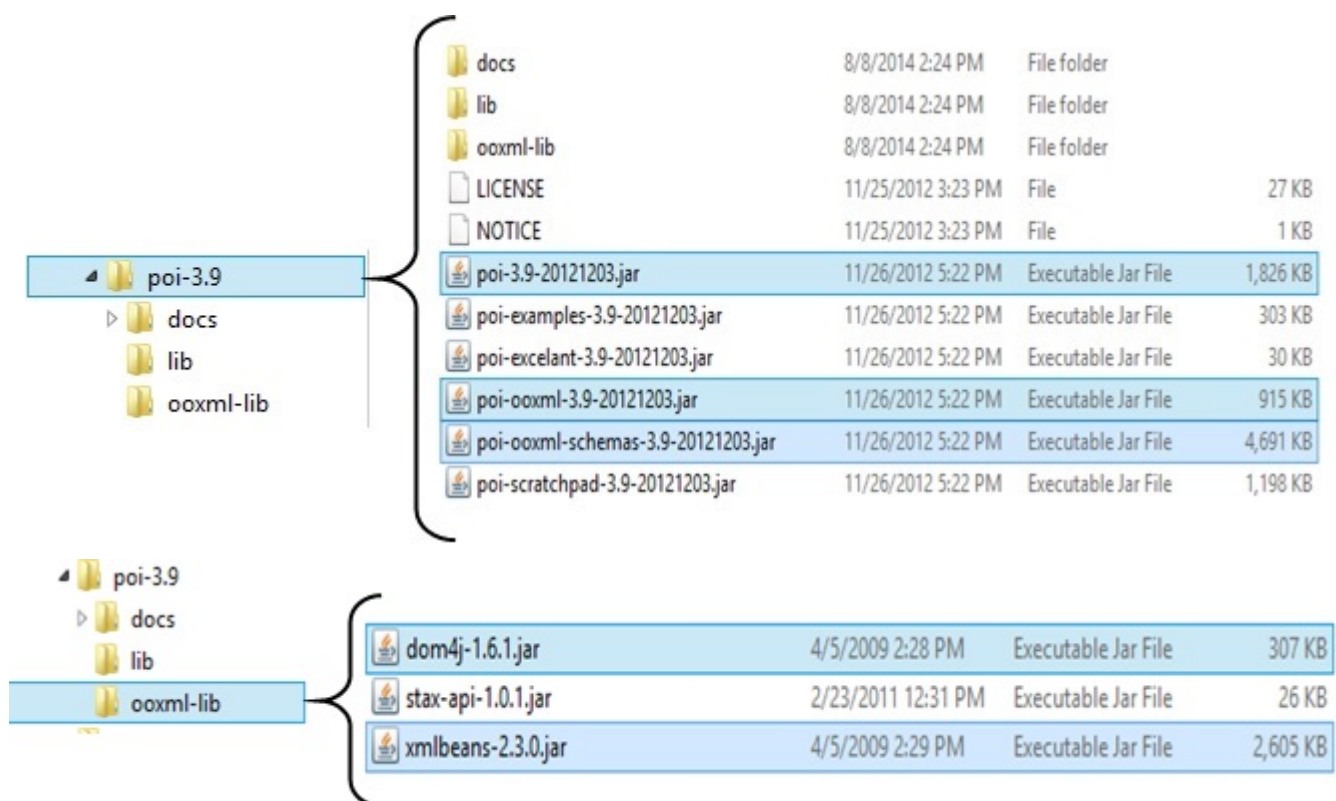 docs 8/8/2014 2:24 PM File folder
lib 8/8/2014 2:24 PM File folder
ooxml-lib 8/8/2014 2:24 PM File folder
LICENSE 11/25/2012 3:23 PM File 27 KB
NOTICE 11/25/2012 3:23 PM File 1 KB
poi-3.9-20121203.jar 11/26/2012 5:22 PM Executable Jar File 1,826 KB
poi-examples-3.9-20121203.jar 11/26/2012 5:22 PM Executable Jar File 303 KB
poi-excelant-3.9-20121203.jar 11/26/2012 5:22 PM Executable Jar File 30 KB
poi-ooxml-3.9-20121203.jar 11/26/2012 5:22 PM Executable Jar File 915 KB
poi-ooxml-schemas-3.9-20121203.jar 11/26/2012 5:22 PM Executable Jar File 4,691 KB
poi-scratchpad-3.9-20121203.jar 11/26/2012 5:22 PM Executable Jar File 1,198 KB
poi-3.9
docs
lib
ooxml-lib
poi-3.9
docs
lib
ooxml-lib
dom4j-1.6.1.jar 4/5/2009 2:28 PM Executable Jar File 307 KB
stax-api-1.0.1.jar 2/23/2011 12:31 PM Executable Jar File 26 KB
xmlbeans-2.3.0.jar 4/5/2009 2:29 PM Executable Jar File 2,605 KB